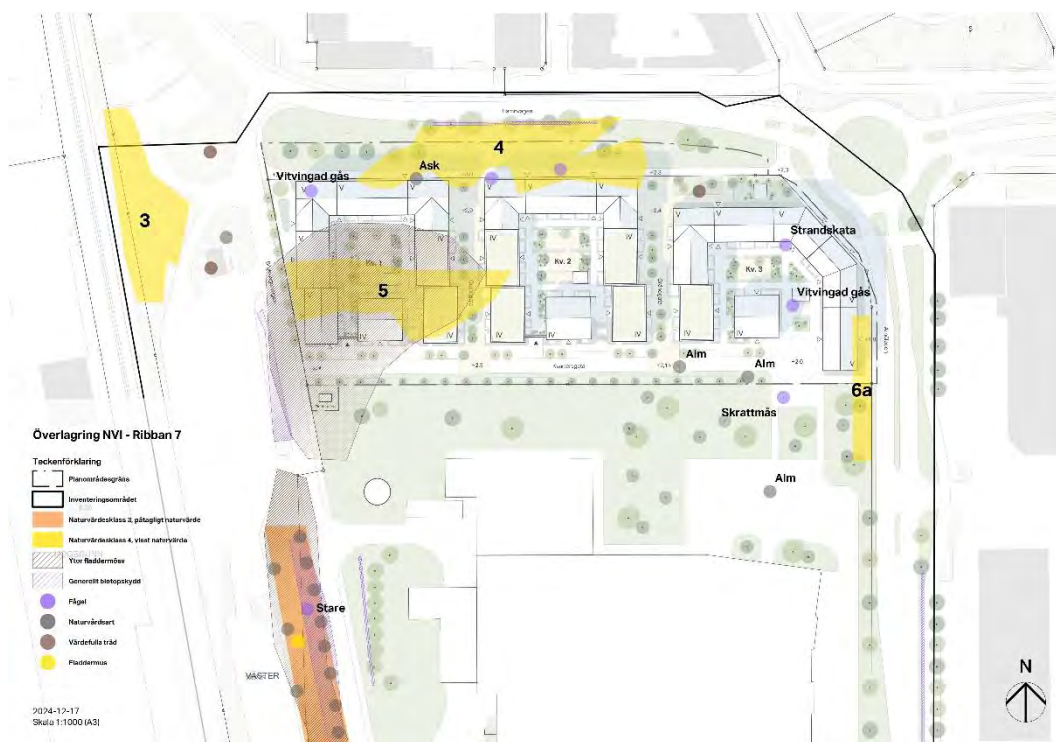 4
Ask
Vitvingad gås
3
Strandskata
Kv. 1
Kv. 2
Kv. 3
5
Vitvingad gås
Alm
Alm
6a
Skrattmås
Alm
Överlagring NVI - Ribban 7
Teckenförklaring
Planområdesgräns
Inventeringsområdet
Naturvärdesklass 3, påtagligt naturvärde
Naturvärdesklass 4, visst naturvärde
Ytor fladdermöss
Generellt biotopskydd
Fågel
Naturvårdsart
Värdefulla träd
Fladdermus
Stare
VÄSTER
N
2024-12-17
Skala 1:1000 (A3)